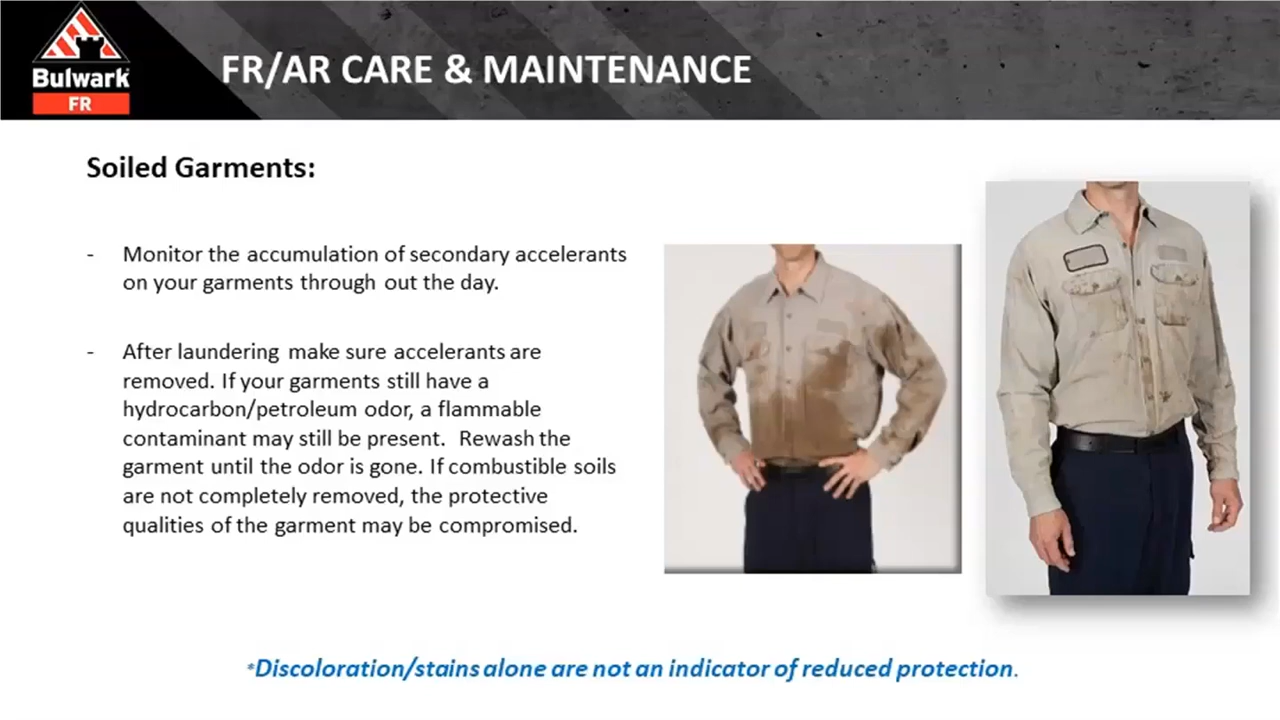 Bulwark
FR
FR/AR CARE & MAINTENANCE
Soiled Garments:
- Monitor the accumulation of secondary accelerants
on your garments through out the day.
- After laundering make sure accelerants are
removed. If your garments still have a
hydrocarbon/petroleum odor, a flammable
contaminant may still be present. Rewash the
garment until the odor is gone. If combustible soils
are not completely removed, the protective
qualities of the garment may be compromised.
*Discoloration/stains alone are not an indicator of reduced protection.